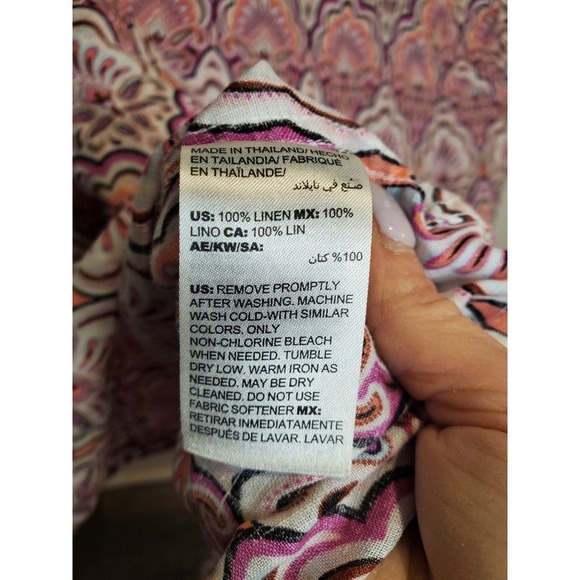 MADE IN THAILAND/ HECHO
EN TAILANDIA/ FABRIQUÉ
EN THAÏLANDE/
صنع في تايلاند
US: 100% LINEN MX: 100%
LINO CA: 100% LIN
AE/KW/SA:
100% كتان
US: REMOVE PROMPTLY
AFTER WASHING. MACHINE
WASH COLD-WITH SIMILAR
COLORS. ONLY
NON-CHLORINE BLEACH
WHEN NEEDED. TUMBLE
DRY LOW. WARM IRON AS
NEEDED. MAY BE DRY
CLEANED. DO NOT USE
FABRIC SOFTENER MX:
RETIRAR INMEDIATAMENTE
DESPUÉS DE LAVAR. LAVAR